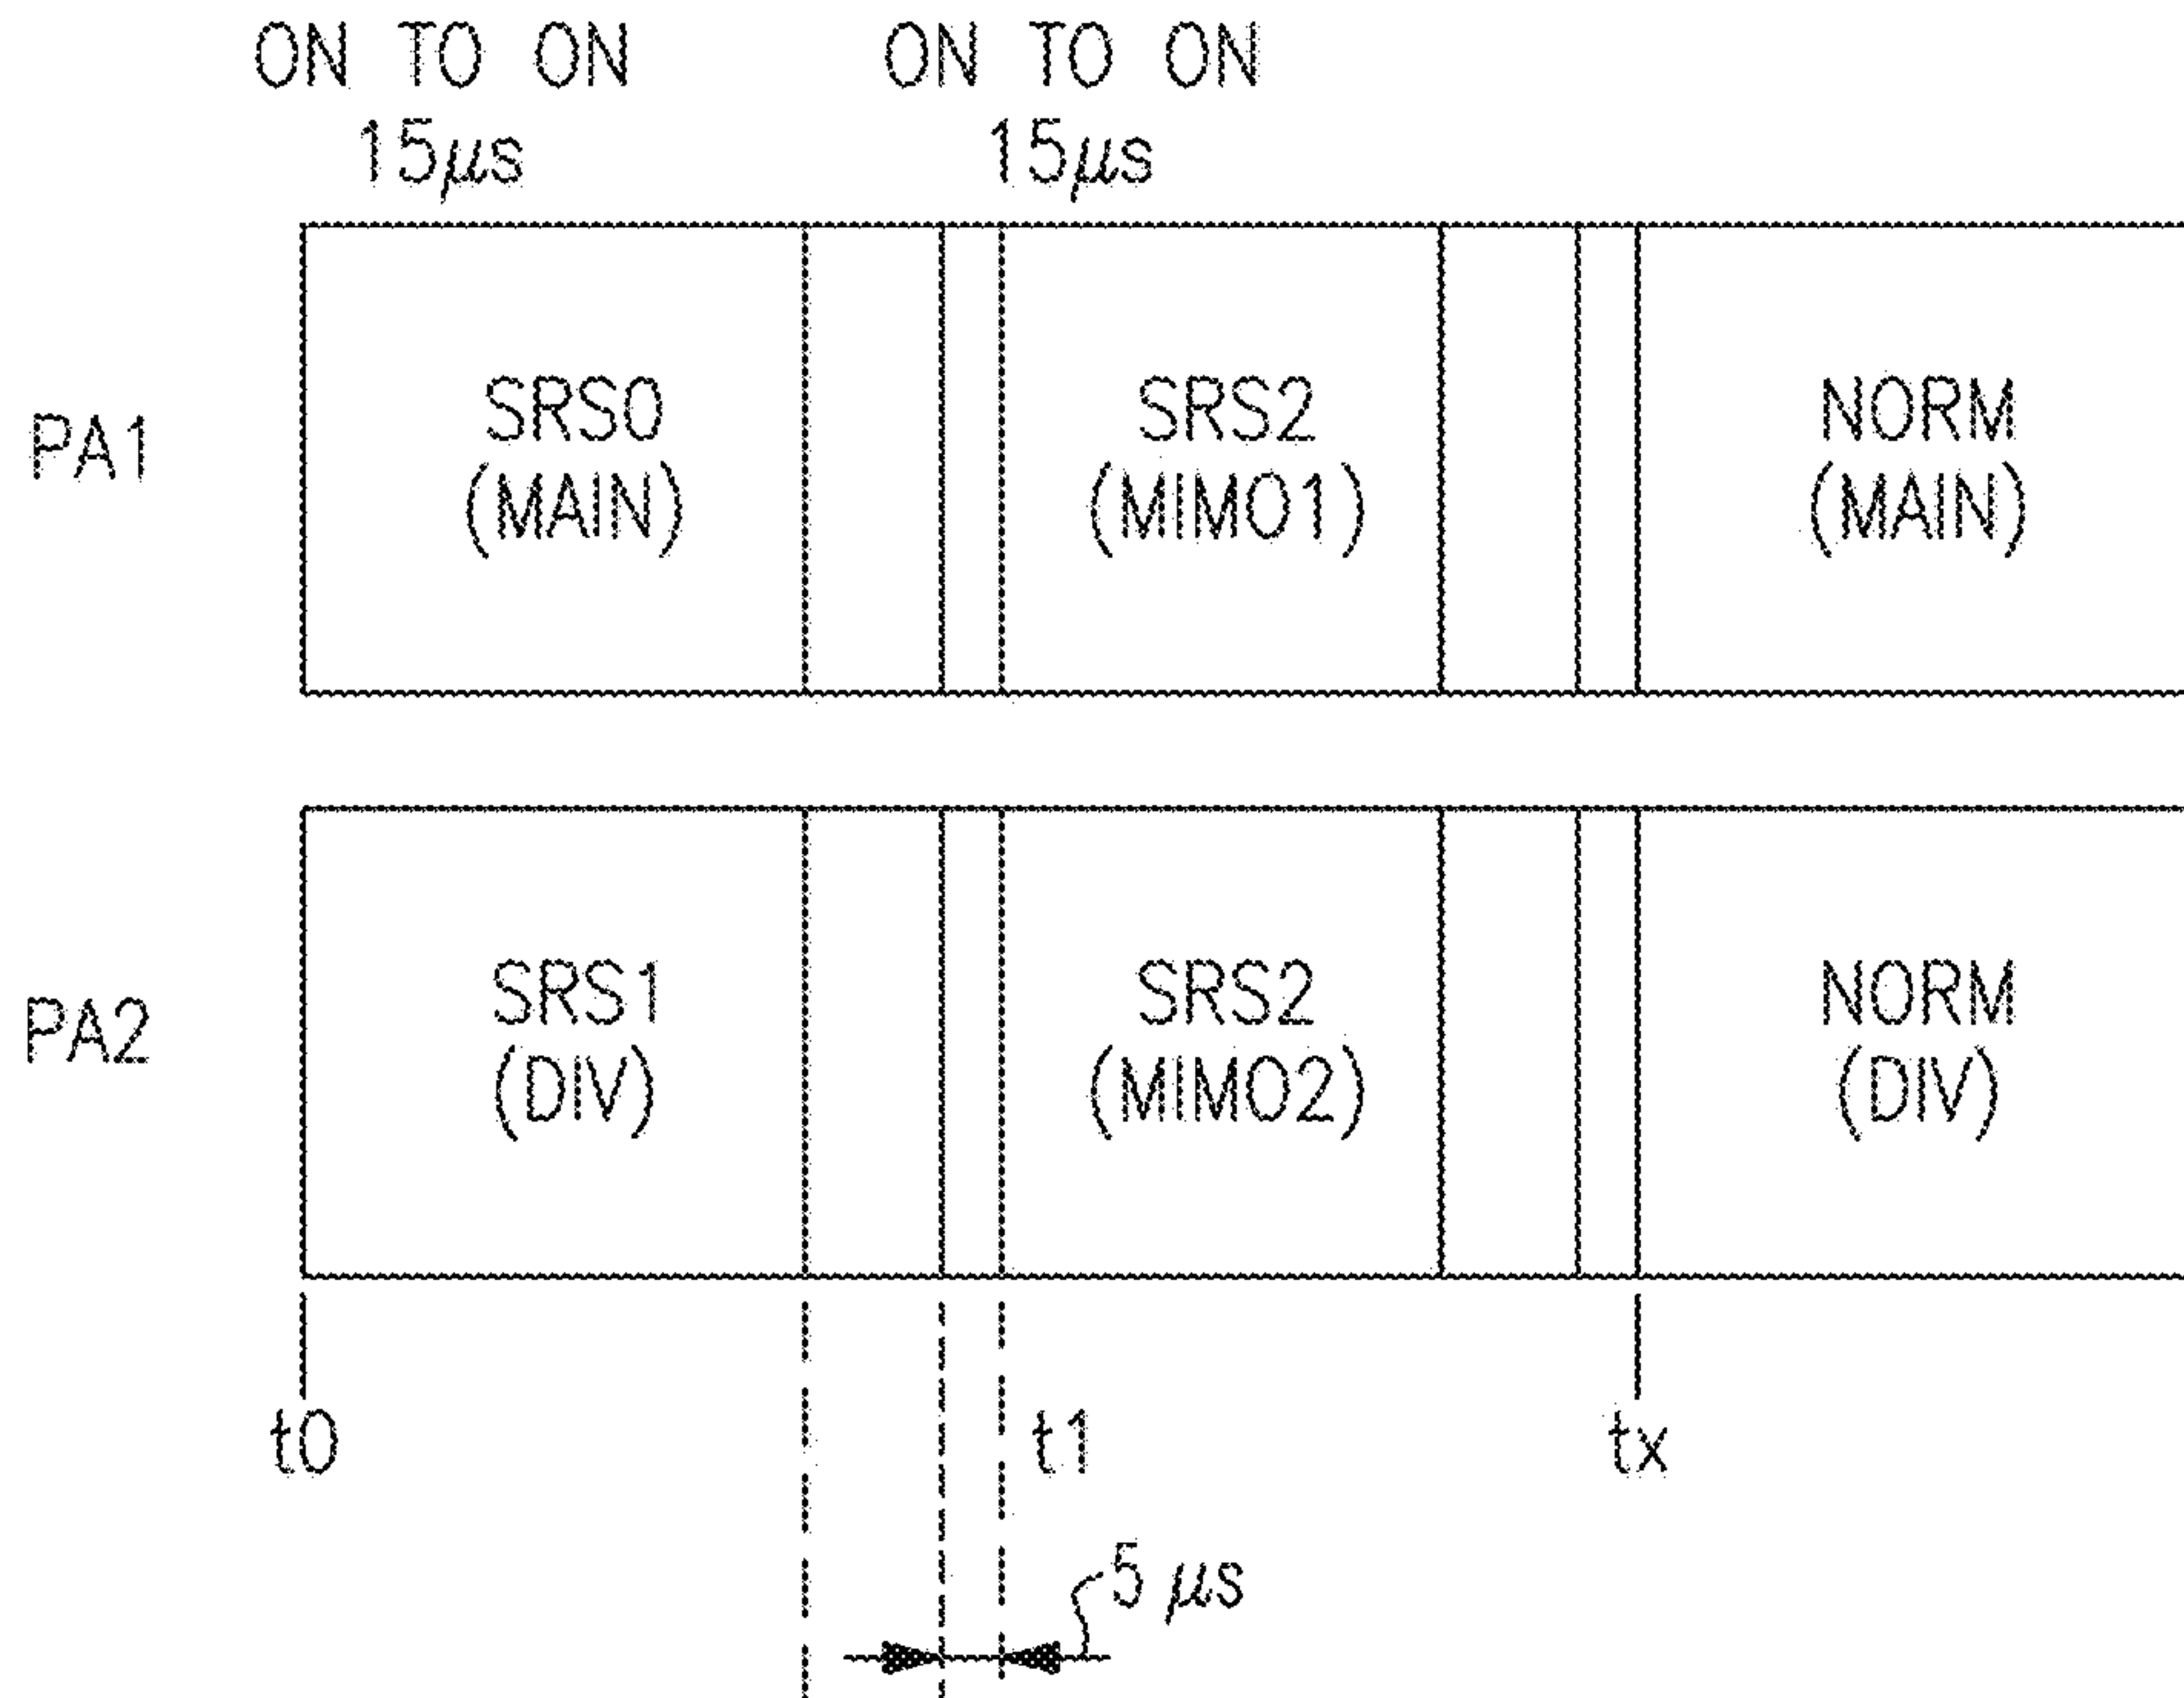 ON TO ON ON TO ON
15μs 15μs
PA1
SRS0
(MAIN)
SRS2
(MIMO1)
NORM
(MAIN)
PA2
SRS1
(DIV)
SRS2
(MIMO2)
NORM
(DIV)
t0 t1 tx
5 μs